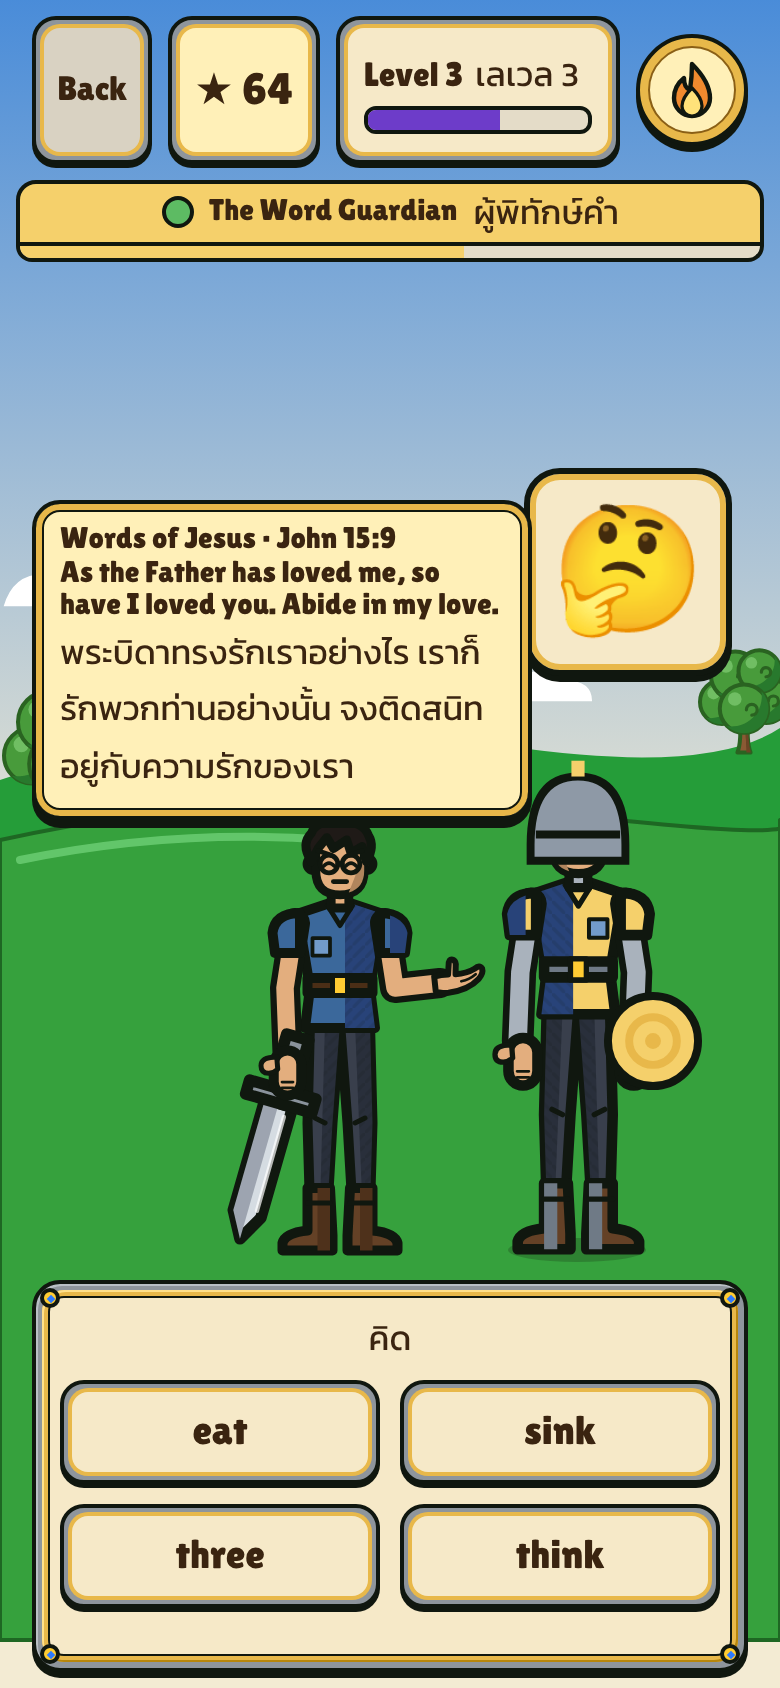 Back
★ 64
Level 3 เลเวล 3
The Word Guardian ผู้พิทักษ์คำ
Words of Jesus · John 15:9
As the Father has loved me, so
have I loved you. Abide in my love.
พระบิดาทรงรักเราอย่างไร เราก็
รักพวกท่านอย่างนั้น จงติดสนิท
อยู่กับความรักของเรา
คิด
eat
sink
three
think